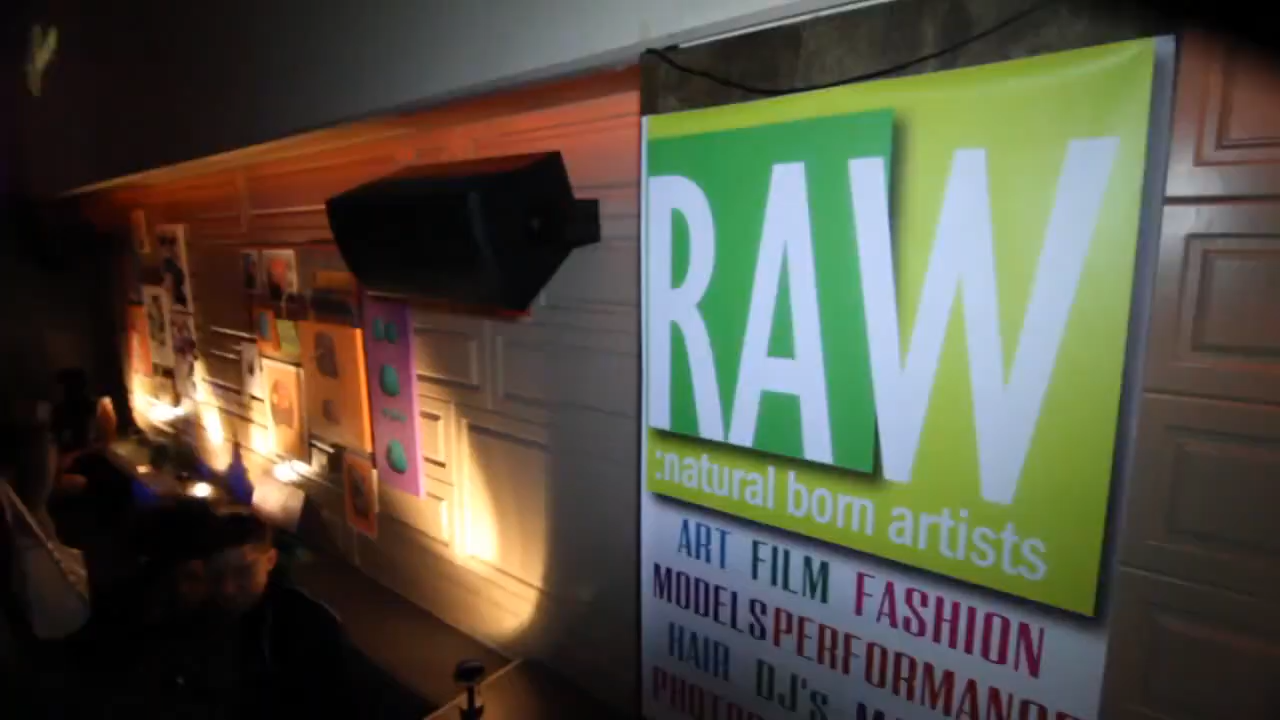 RAW
:natural born artists
ART FILM FASHION
MODELS PERFORMANCE
HAIR DJ'S